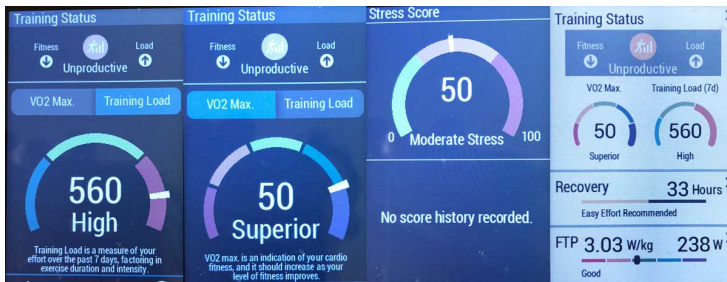 Training Status
Fitness
Load
Unproductive
VO2 Max.
Training Load
560
High
Training Load is a measure of your
effort over the past 7 days, factoring in
exercise duration and intensity.
Training Status
Fitness
Load
Unproductive
VO2 Max.
Training Load
50
Superior
VO2 max. is an indication of your cardio
fitness, and it should increase as your
level of fitness improves.
Stress Score
50
0
Moderate Stress
100
No score history recorded.
Training Status
Fitness
Load
Unproductive
VO2 Max.
Training Load (7d)
50
560
Superior
High
Recovery
33 Hours
Easy Effort Recommended
FTP 3.03 W/kg 238 W
Good